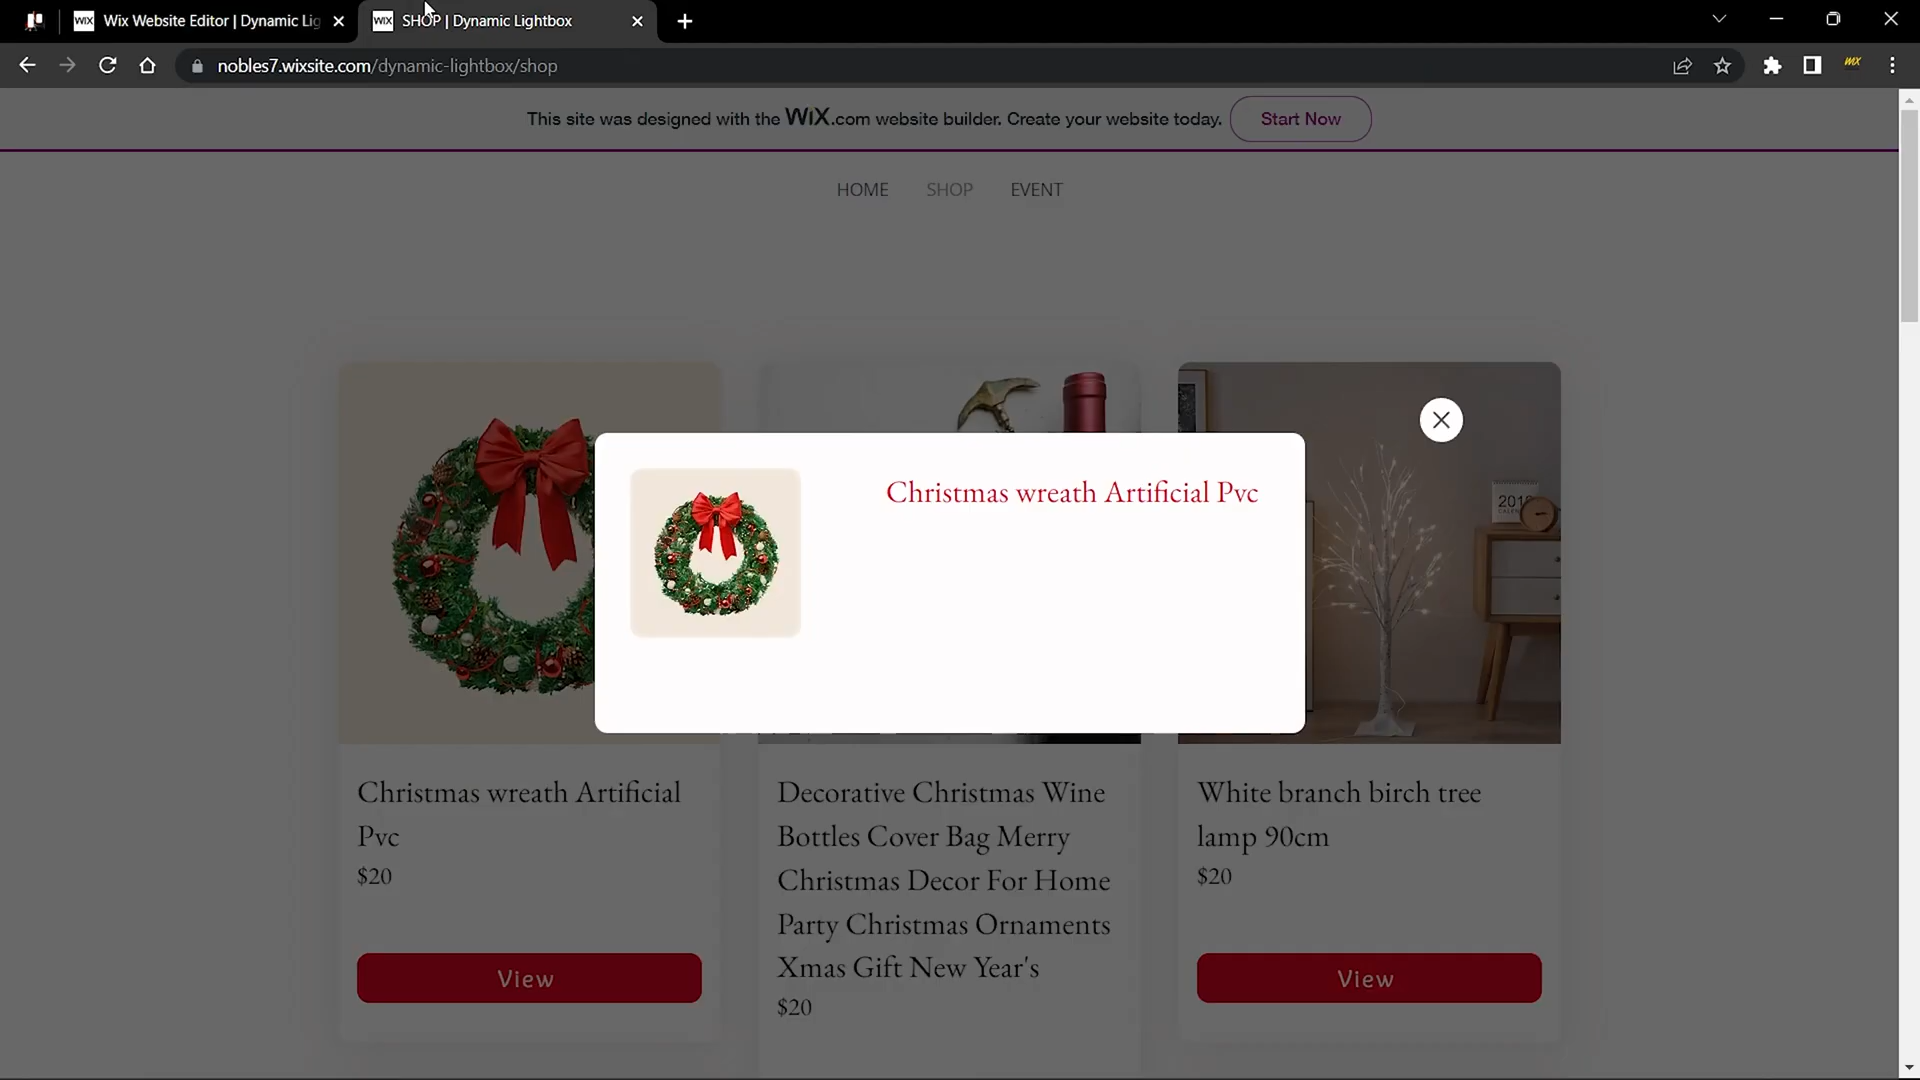 Wix Website Editor | Dynamic Lig
SHOP | Dynamic Lightbox
nobles7.wixsite.com/dynamic-lightbox/shop
This site was designed with the WiX.com website builder. Create your website today. Start Now
HOME SHOP EVENT
Christmas wreath Artificial Pvc
Christmas wreath Artificial
Pvc
$20
View
Decorative Christmas Wine
Bottles Cover Bag Merry
Christmas Decor For Home
Party Christmas Ornaments
Xmas Gift New Year's
$20
White branch birch tree
lamp 90cm
$20
View